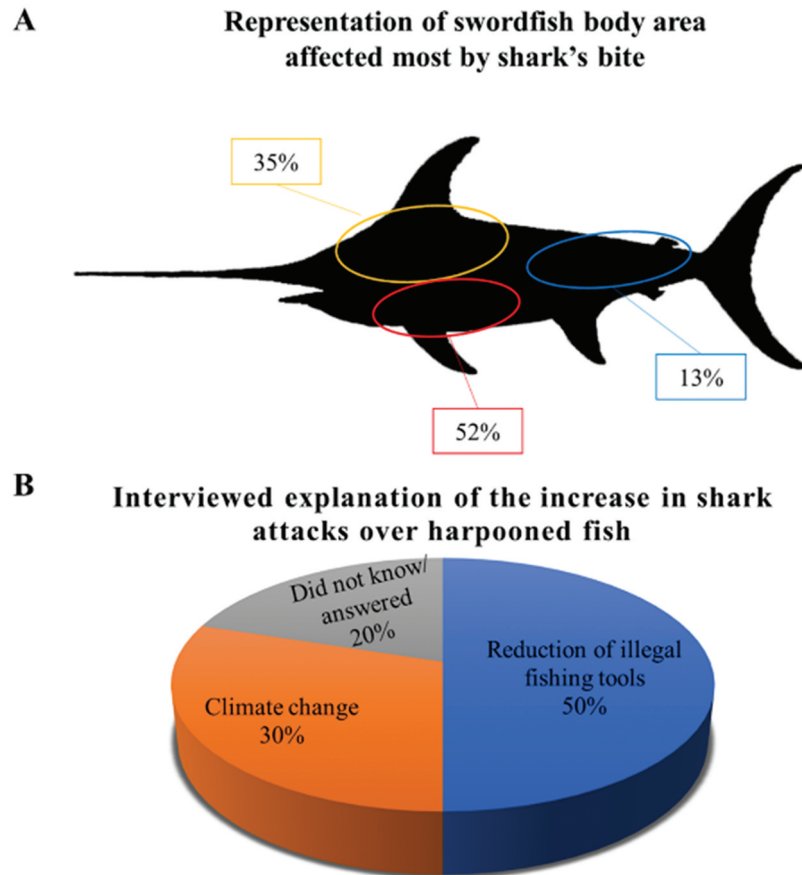 A
Representation of swordfish body area
affected most by shark's bite
35%
13%
52%
B
Interviewed explanation of the increase in shark
attacks over harpooned fish
Did not know/
answered
20%
Reduction of illegal
fishing tools
50%
Climate change
30%